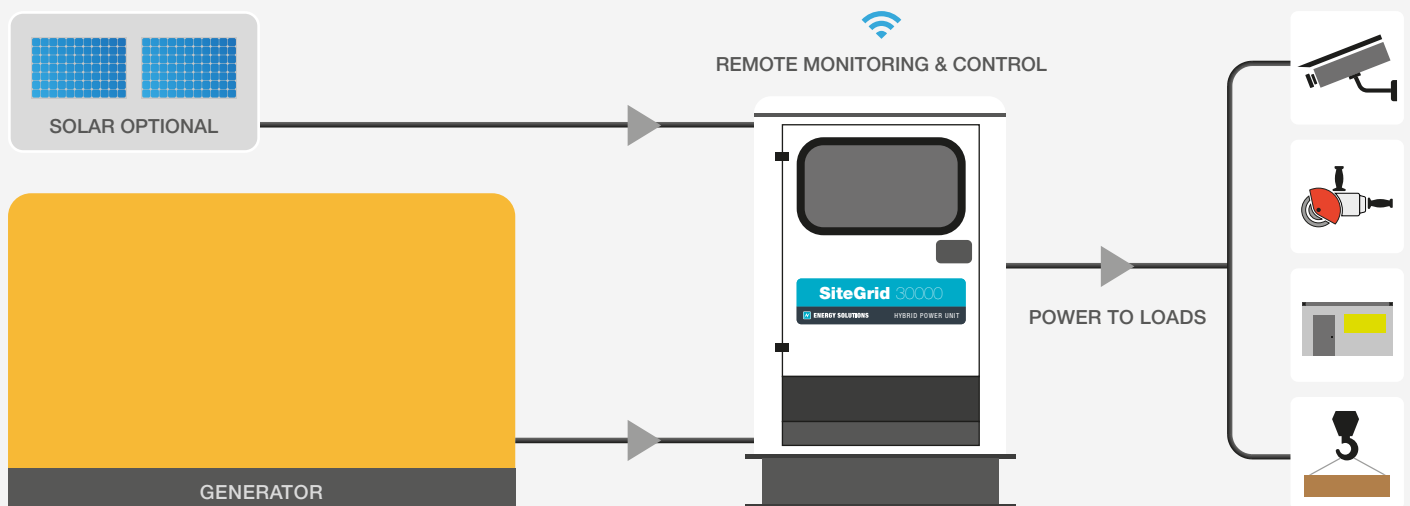 REMOTE MONITORING & CONTROL
SOLAR OPTIONAL
SiteGrid 30000
ENERGY SOLUTIONS HYBRID POWER UNIT
POWER TO LOADS
GENERATOR